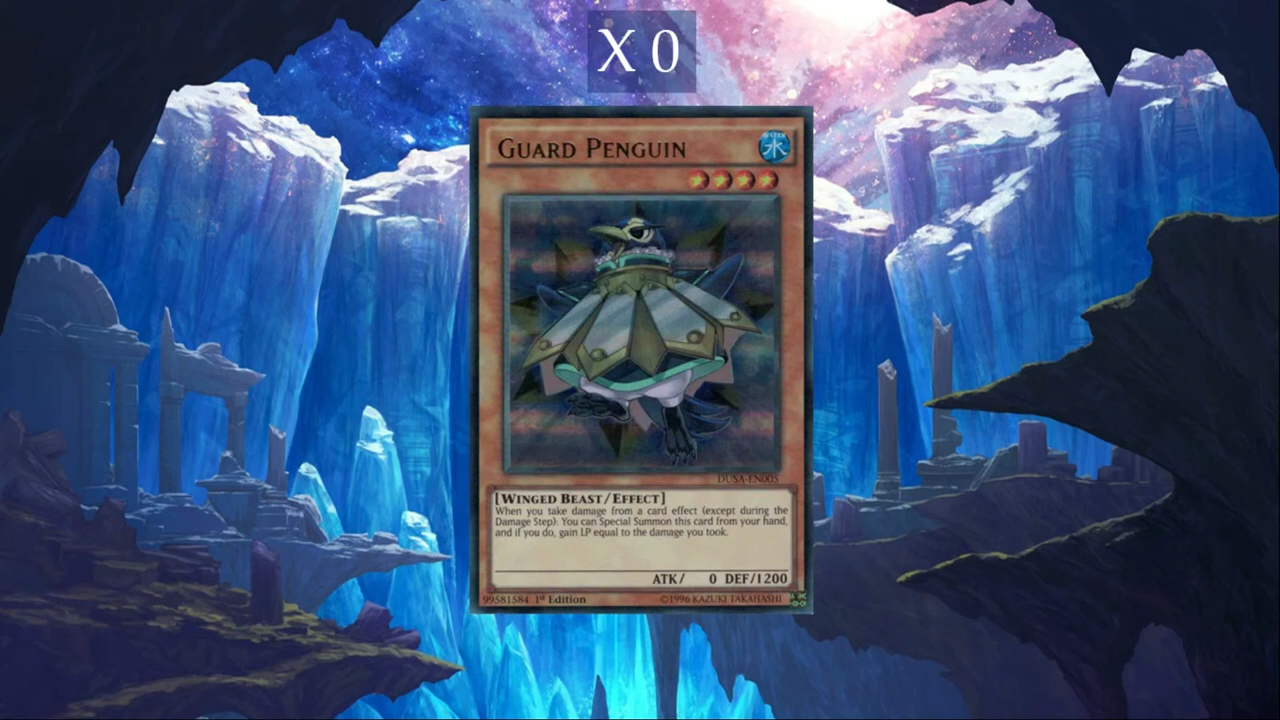 X 0
GUARD PENGUIN
WATER
水
DUSA-EN005
[WINGED BEAST/EFFECT]
When you take damage from a card effect (except during the
Damage Step): You can Special Summon this card from your hand,
and if you do, gain LP equal to the damage you took.
ATK/ 0 DEF/1200
99581584 1st Edition ©1996 KAZUKI TAKAHASHI